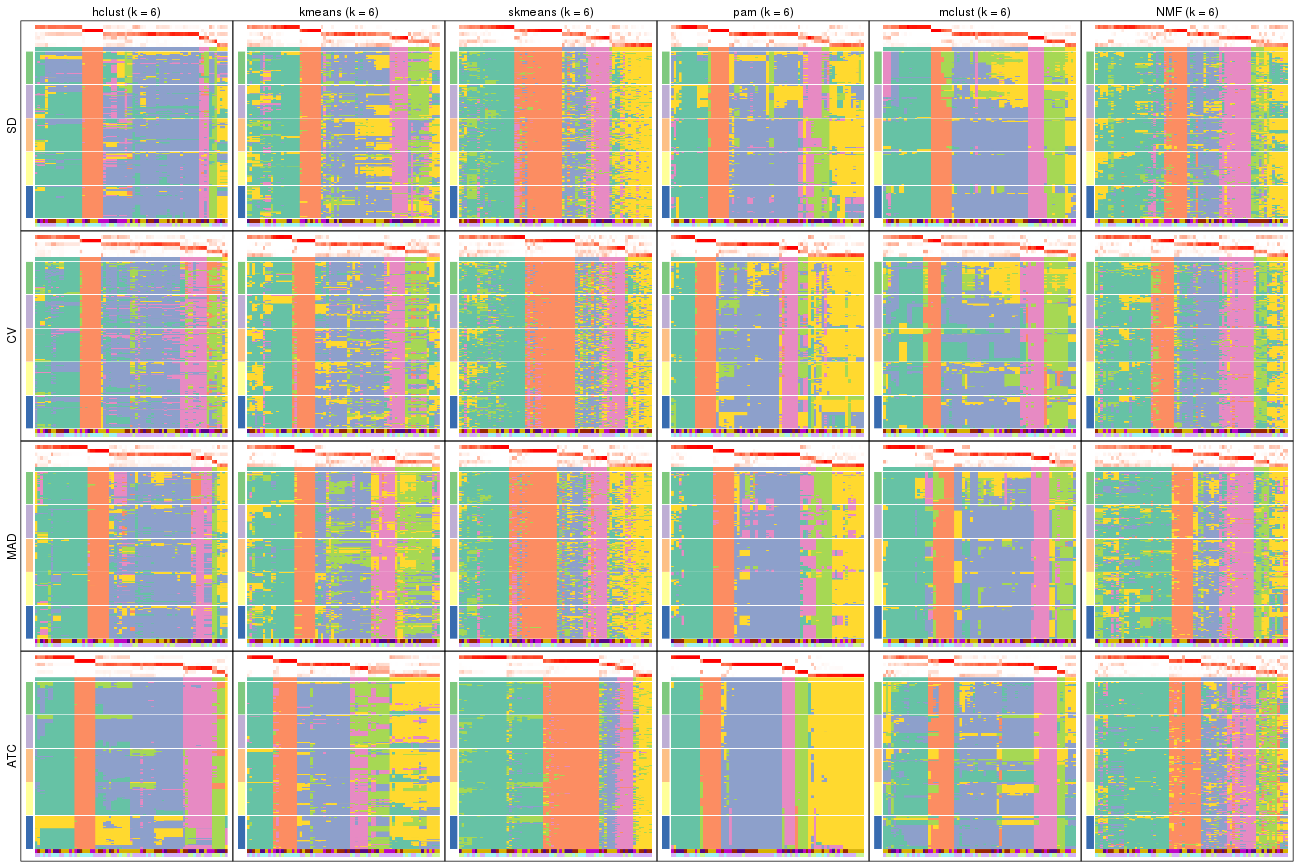 hclust (k = 6) kmeans (k = 6) skmeans (k = 6) pam (k = 6) mclust (k = 6) NMF (k = 6)
SD
CV
MAD
ATC